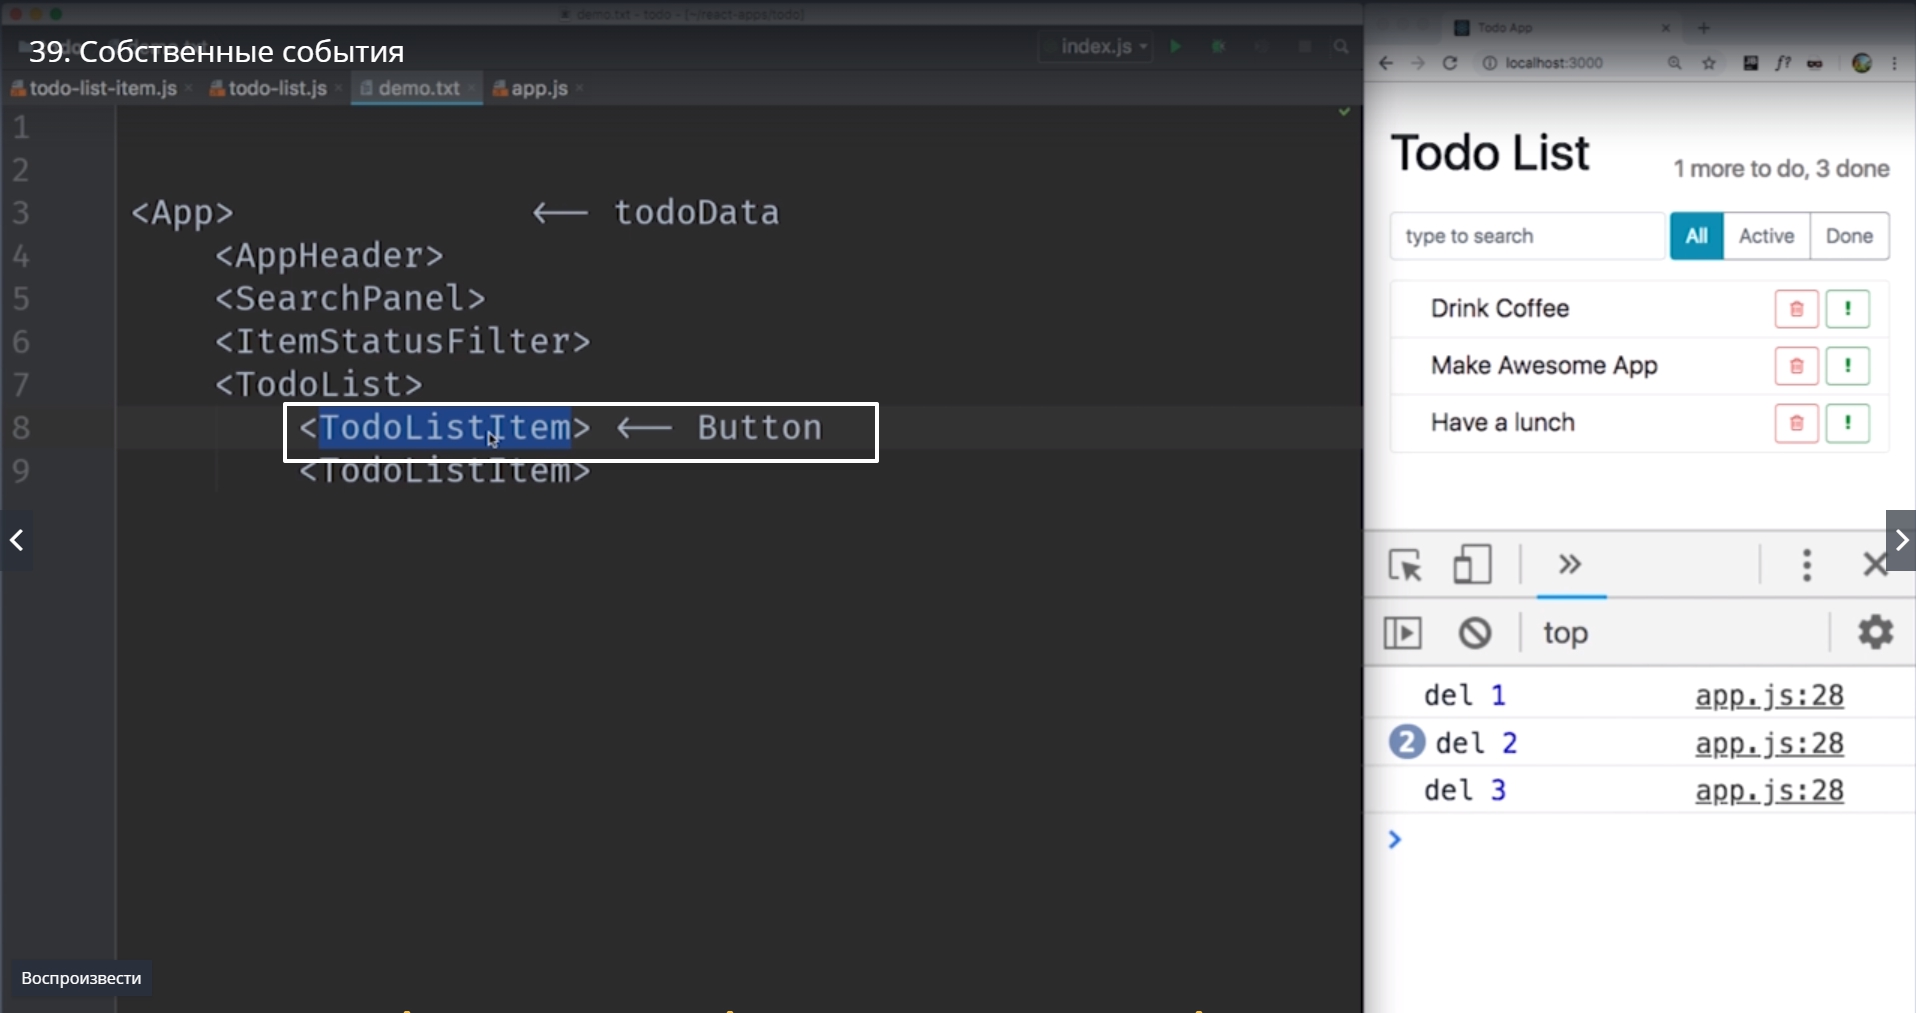 demo.txt - todo - [~/react-apps/todo]
39. Собственные события
index.js
todo-list-item.js
todo-list.js
demo.txt
app.js
1
2
3 <App> ⟵ todoData
4 <AppHeader>
5 <SearchPanel>
6 <ItemStatusFilter>
7 <TodoList>
8 <TodoListItem> ⟵ Button
9 <TodoListItem>
Воспроизвести
Todo App
localhost:3000
f?
Todo List
1 more to do, 3 done
type to search
All
Active
Done
Drink Coffee
!
Make Awesome App
!
Have a lunch
!
top
del 1 app.js:28
2 del 2 app.js:28
del 3 app.js:28